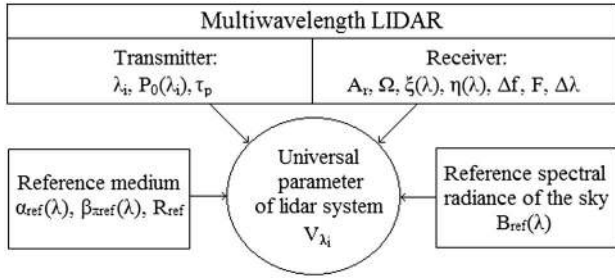 Multiwavelength LIDAR
Transmitter:
λi, P0(λi), τp
Receiver:
Ar, Ω, ξ(λ), η(λ), Δf, F, Δλ
Universal
parameter
of lidar system
Vλi
Reference medium
αref(λ), βπref(λ), Rref
Reference spectral
radiance of the sky
Bref(λ)